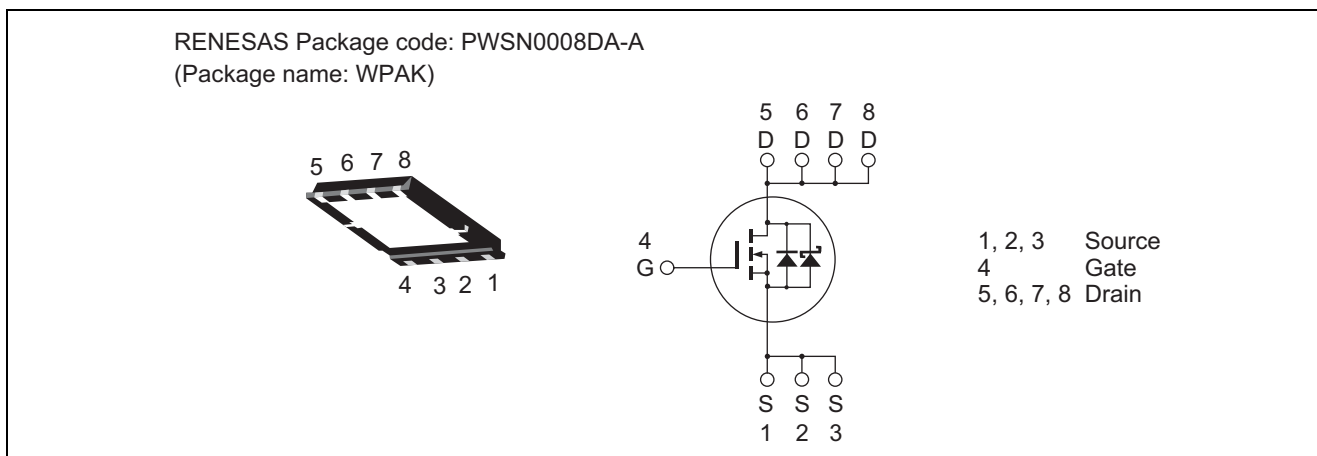 RENESAS Package code: PWSN0008DA-A
(Package name: WPAK)
5 6 7 8
4 3 2 1
5 6 7 8
D D D D
4
G
S S S
1 2 3
1, 2, 3 Source
4 Gate
5, 6, 7, 8 Drain